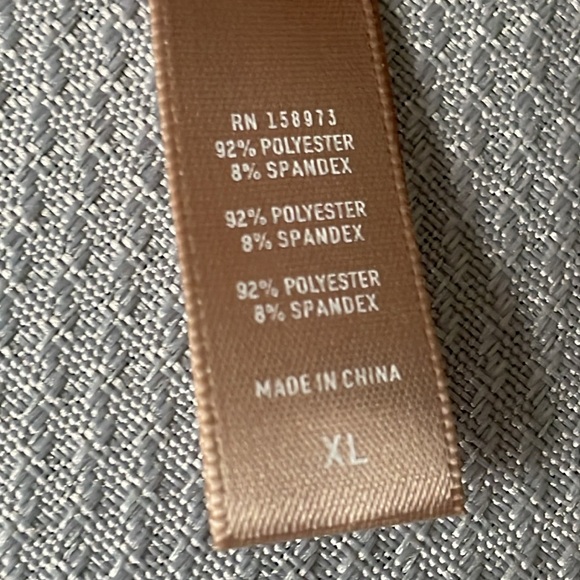 RN 158973
92% POLYESTER
8% SPANDEX
92% POLYESTER
8% SPANDEX
92% POLYESTER
8% SPANDEX
MADE IN CHINA
XL